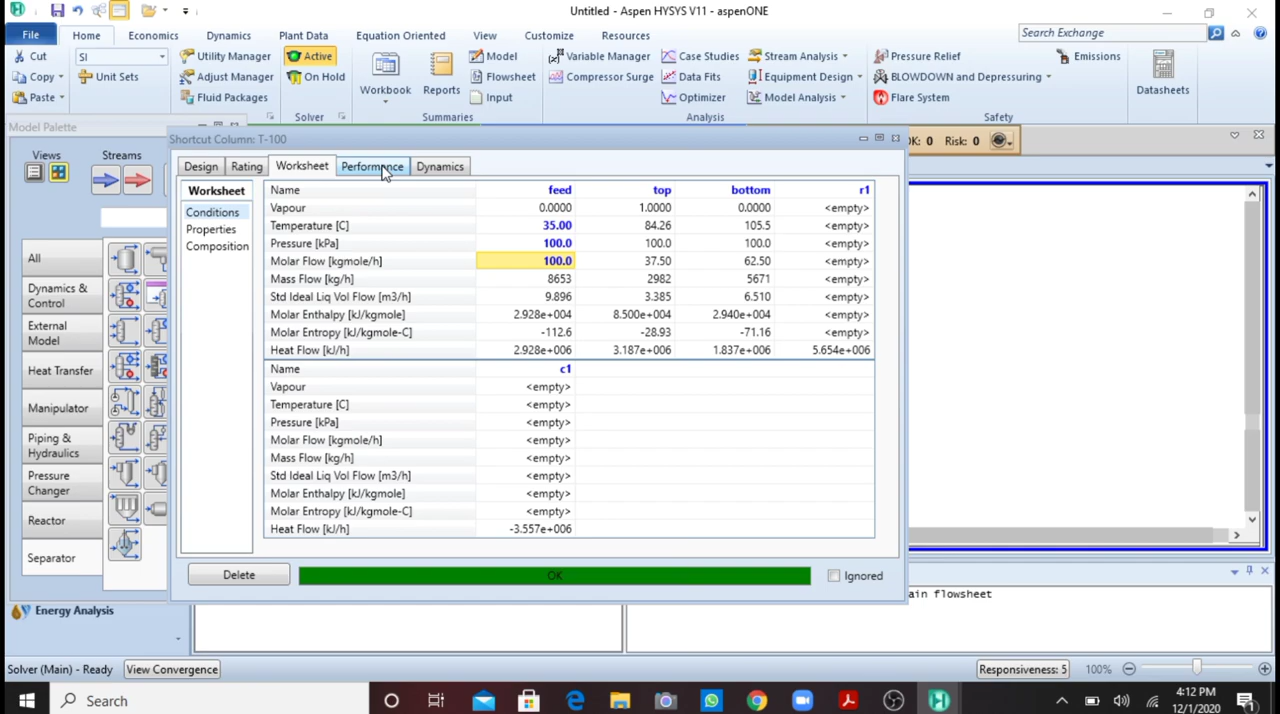 Untitled - Aspen HYSYS V11 - aspenONE
File Home Economics Dynamics Plant Data Equation Oriented View Customize Resources Search Exchange
Cut SI Utility Manager Active Variable Manager Case Studies Stream Analysis Pressure Relief Emissions
Model
Copy Unit Sets Adjust Manager On Hold Flowsheet Compressor Surge Data Fits Equipment Design BLOWDOWN and Depressuring
Workbook Reports Datasheets
Paste Fluid Packages Input Optimizer Model Analysis Flare System
Solver Summaries Analysis Safety
Model Palette
Shortcut Column: T-100
OK: 0 Risk: 0
Views Streams
Design Rating Worksheet Performance Dynamics
Worksheet
Conditions
Properties
Composition
Name feed top bottom r1
Vapour 0.0000 1.0000 0.0000 <empty>
Temperature [C] 35.00 84.26 105.5 <empty>
Pressure [kPa] 100.0 100.0 100.0 <empty>
Molar Flow [kgmole/h] 100.0 37.50 62.50 <empty>
Mass Flow [kg/h] 8653 2982 5671 <empty>
Std Ideal Liq Vol Flow [m3/h] 9.896 3.385 6.510 <empty>
Molar Enthalpy [kJ/kgmole] 2.928e+004 8.500e+004 2.940e+004 <empty>
Molar Entropy [kJ/kgmole-C] -112.6 -28.93 -71.16 <empty>
Heat Flow [kJ/h] 2.928e+006 3.187e+006 1.837e+006 5.654e+006
Name c1
Vapour <empty>
Temperature [C] <empty>
Pressure [kPa] <empty>
Molar Flow [kgmole/h] <empty>
Mass Flow [kg/h] <empty>
Std Ideal Liq Vol Flow [m3/h] <empty>
Molar Enthalpy [kJ/kgmole] <empty>
Molar Entropy [kJ/kgmole-C] <empty>
Heat Flow [kJ/h] -3.557e+006
All
Dynamics &
Control
External
Model
Heat Transfer
Manipulator
Piping &
Hydraulics
Pressure
Changer
Reactor
Separator
Delete OK Ignored
ain flowsheet
Energy Analysis
Solver (Main) - Ready View Convergence Responsiveness: 5 100%
Search
4:12 PM
12/1/2020